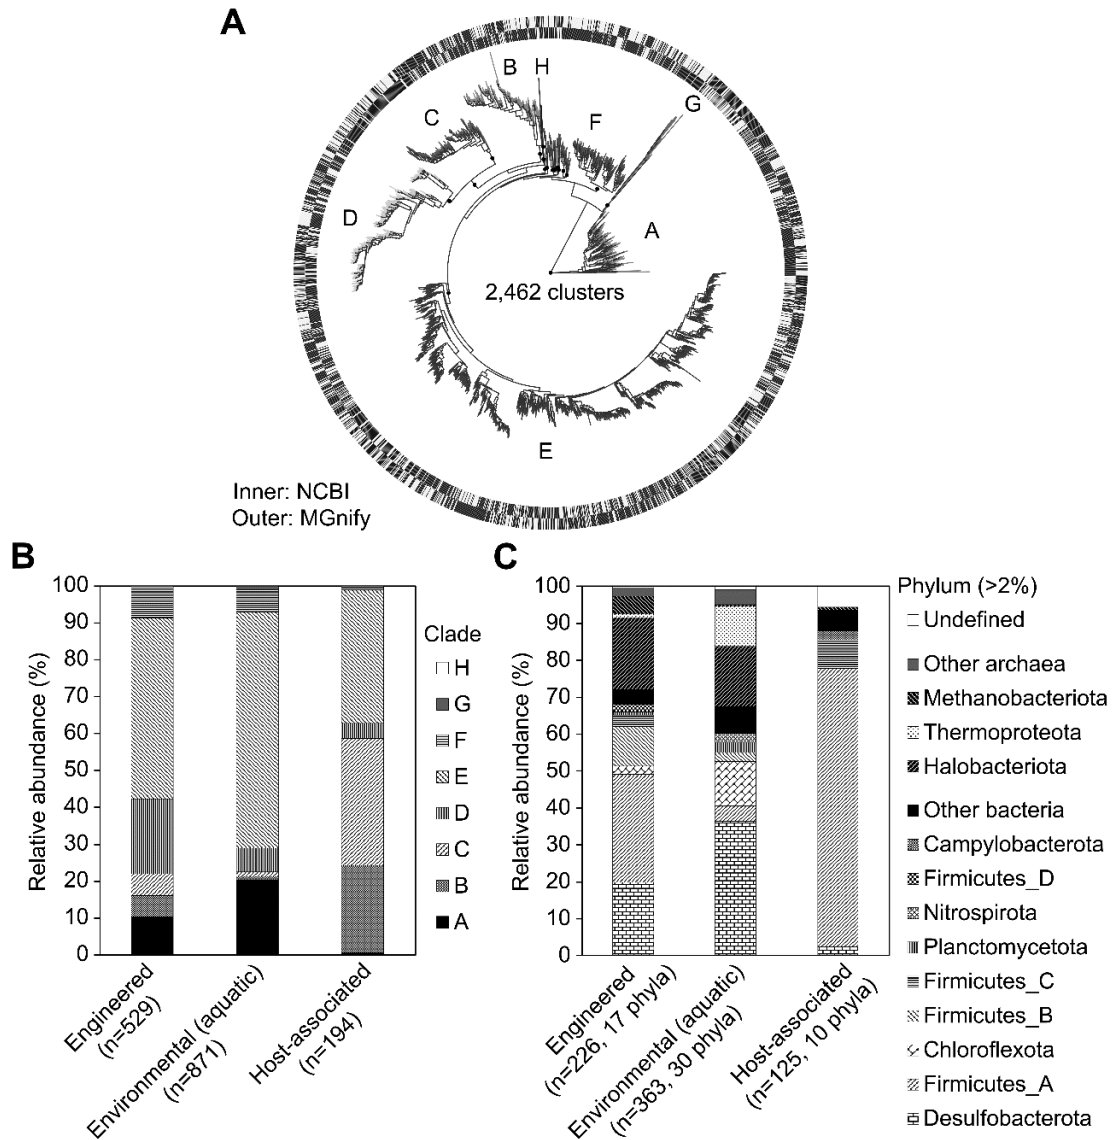 A
B
H
C
F
G
D
A
2,462 clusters
E
Inner: NCBI
Outer: MGnify
B
Relative abundance (%)
100
90
80
70
60
50
40
30
20
10
0
Engineered
(n=529)
Environmental (aquatic)
(n=871)
Host-associated
(n=194)
Clade
H
G
F
E
D
C
B
A
C
Relative abundance (%)
100
90
80
70
60
50
40
30
20
10
0
Engineered
(n=226, 17 phyla)
Environmental (aquatic)
(n=363, 30 phyla)
Host-associated
(n=125, 10 phyla)
Phylum (>2%)
Undefined
Other archaea
Methanobacteriota
Thermoproteota
Halobacteriota
Other bacteria
Campylobacterota
Firmicutes_D
Nitrospirota
Planctomycetota
Firmicutes_C
Firmicutes_B
Chloroflexota
Firmicutes_A
Desulfobacterota